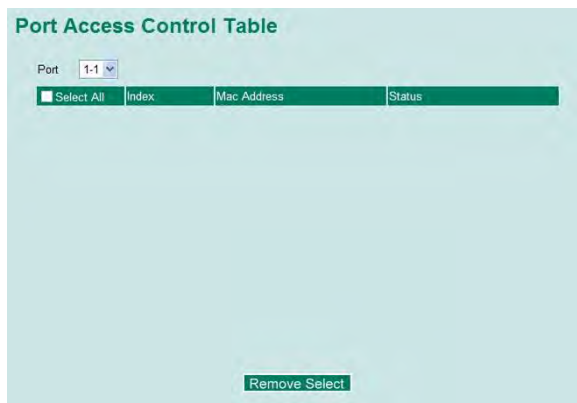 Port Access Control Table
Port 1-1
Select All Index Mac Address Status
Remove Select